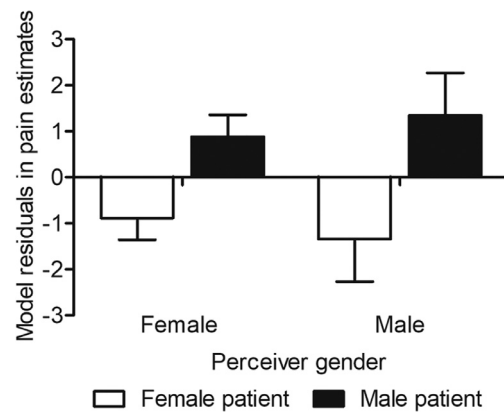 Model residuals in pain estimates
3
2
1
0
-1
-2
-3
Female Male
Perceiver gender
Female patient Male patient